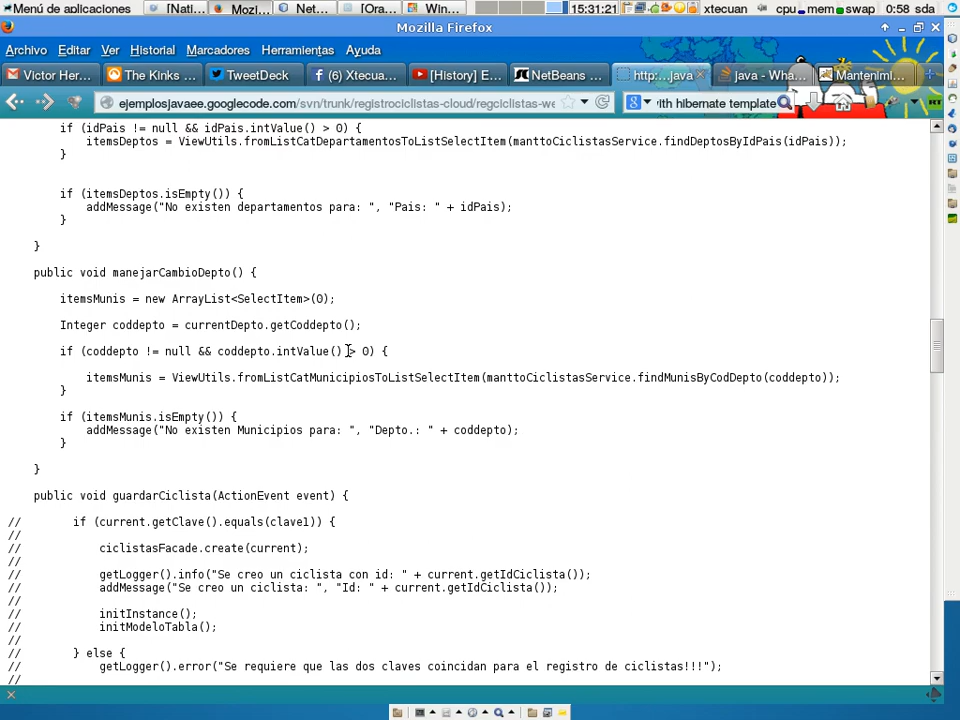 Menú de aplicaciones
[Nati...
Mozil...
Net...
[Ora...
Win...
15:31:21
xtecuan
cpu mem swap
0:58 sda
Mozilla Firefox
Archivo Editar Ver Historial Marcadores Herramientas Ayuda
Victor Her...
The Kinks ...
TweetDeck
(6) Xtecua...
[History] E...
NetBeans ...
http:....java
java - Wha...
Mantenimi...
ejemplosjavaee.googlecode.com/svn/trunk/registrociclistas-cloud/regciclistas-we
ith hibernate template
if (idPais != null && idPais.intValue() > 0) {
itemsDeptos = ViewUtils.fromListCatDepartamentosToListSelectItem(manttoCiclistasService.findDeptosByIdPais(idPais));
}
if (itemsDeptos.isEmpty()) {
addMessage("No existen departamentos para: ", "Pais: " + idPais);
}
}
public void manejarCambioDepto() {
itemsMunis = new ArrayList<SelectItem>(0);
Integer coddepto = currentDepto.getCoddepto();
if (coddepto != null && coddepto.intValue() > 0) {
itemsMunis = ViewUtils.fromListCatMunicipiosToListSelectItem(manttoCiclistasService.findMunisByCodDepto(coddepto));
}
if (itemsMunis.isEmpty()) {
addMessage("No existen Municipios para: ", "Depto.: " + coddepto);
}
}
public void guardarCiclista(ActionEvent event) {
// if (current.getClave().equals(clave1)) {
//
// ciclistasFacade.create(current);
//
// getLogger().info("Se creo un ciclista con id: " + current.getIdCiclista());
// addMessage("Se creo un ciclista: ", "Id: " + current.getIdCiclista());
//
// initInstance();
// initModeloTabla();
//
// } else {
// getLogger().error("Se requiere que las dos claves coincidan para el registro de ciclistas!!!");
//